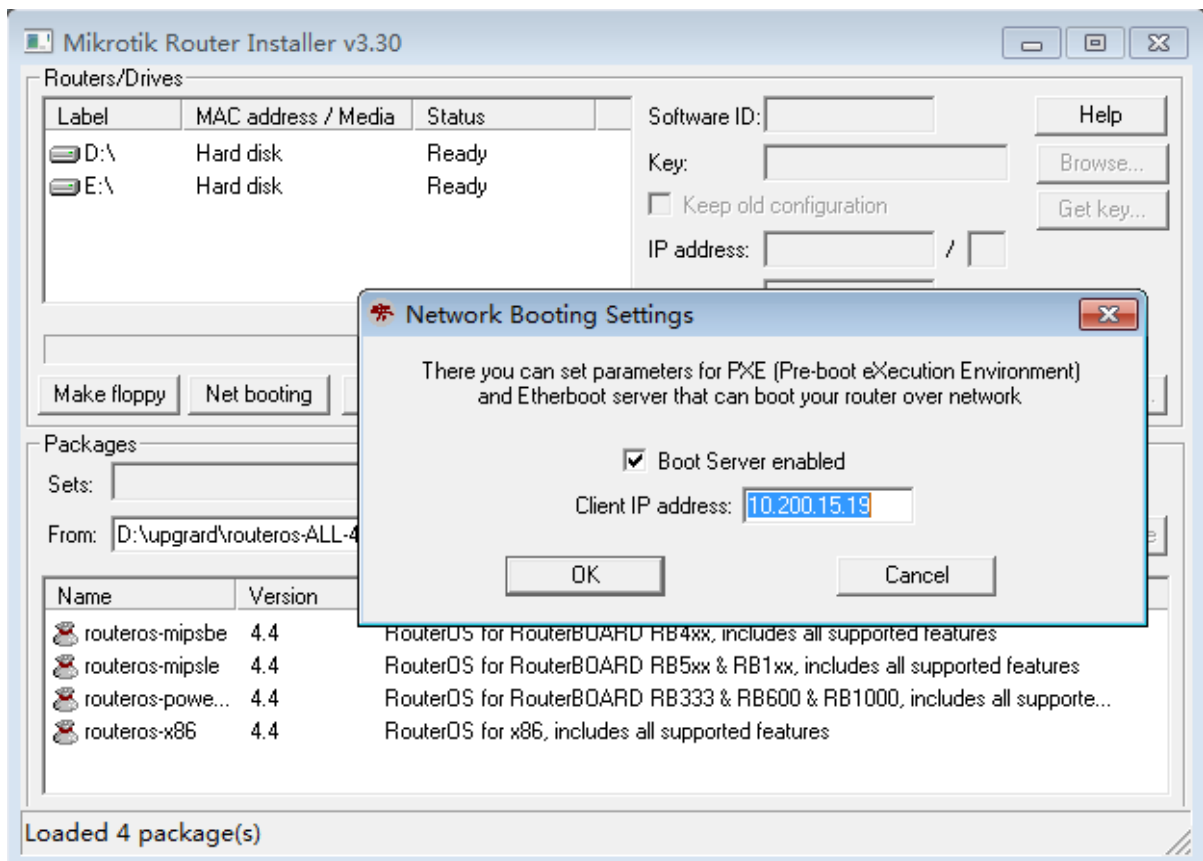 Mikrotik Router Installer v3.30
Routers/Drives
Label MAC address / Media Status
D:\ Hard disk Ready
E:\ Hard disk Ready
Software ID:
Help
Key:
Browse...
Keep old configuration
Get key...
IP address: /
Network Booting Settings
There you can set parameters for PXE (Pre-boot eXecution Environment)
and Etherboot server that can boot your router over network
Boot Server enabled
Client IP address: 10.200.15.19
OK Cancel
Make floppy Net booting
Packages
Sets:
From: D:\upgrard\routeros-ALL-4
Name Version
routeros-mipsbe 4.4 RouterOS for RouterBOARD RB4xx, includes all supported features
routeros-mipsle 4.4 RouterOS for RouterBOARD RB5xx & RB1xx, includes all supported features
routeros-powe... 4.4 RouterOS for RouterBOARD RB333 & RB600 & RB1000, includes all supporte...
routeros-x86 4.4 RouterOS for x86, includes all supported features
Loaded 4 package(s)